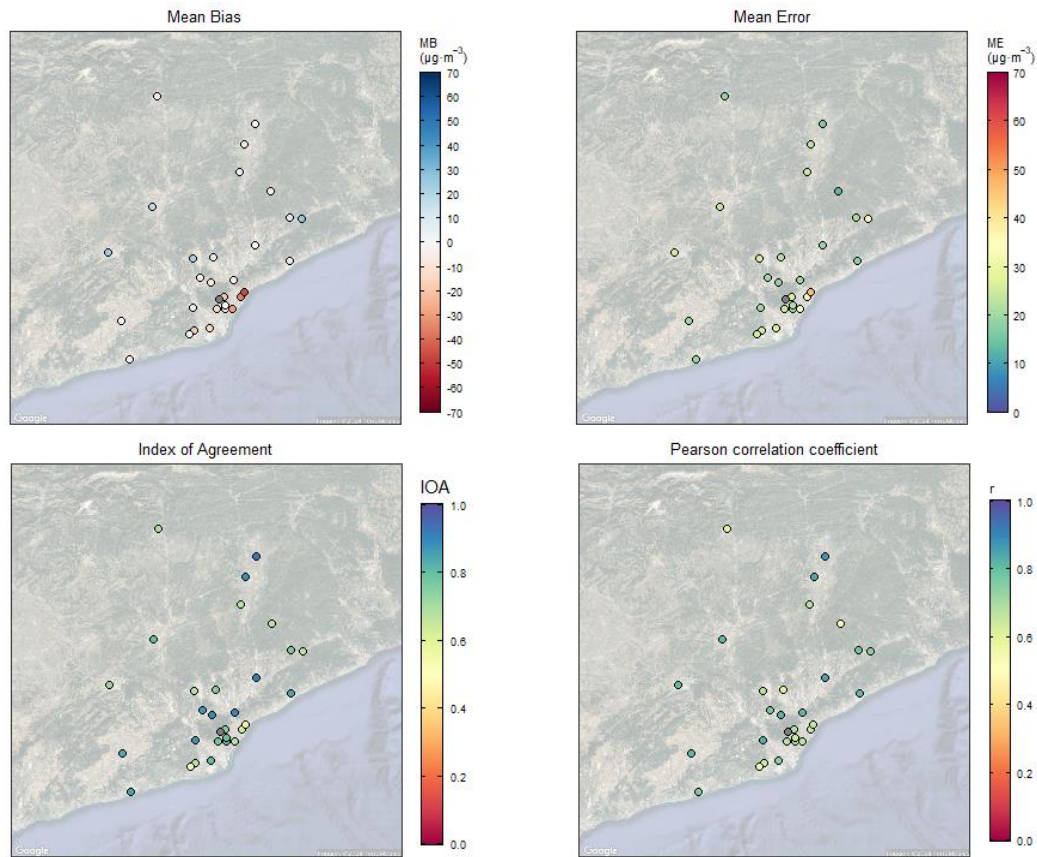 Mean Bias
Mean Error
MB
(µg·m⁻³)
70
60
50
40
30
20
10
0
-10
-20
-30
-40
-50
-60
-70
Google
ME
(µg·m⁻³)
70
60
50
40
30
20
10
0
Google
Index of Agreement
Pearson correlation coefficient
IOA
1.0
0.8
0.6
0.4
0.2
0.0
Google
r
1.0
0.8
0.6
0.4
0.2
0.0
Google